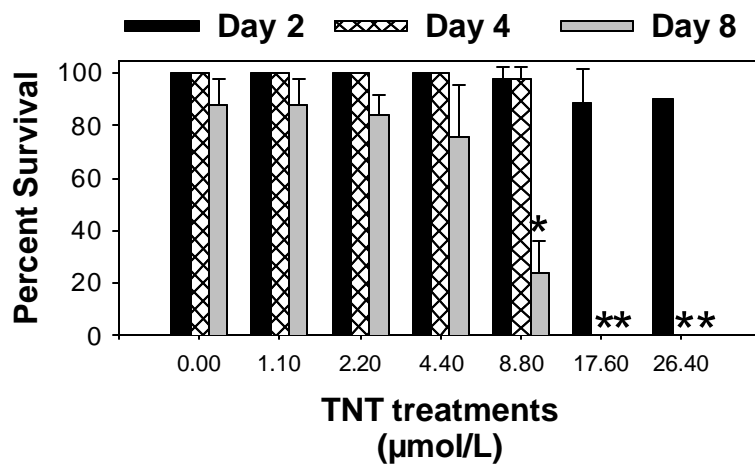 Day 2 Day 4 Day 8
Percent Survival
100
80
60
40
20
0
*
**
**
0.00 1.10 2.20 4.40 8.80 17.60 26.40
TNT treatments
(µmol/L)